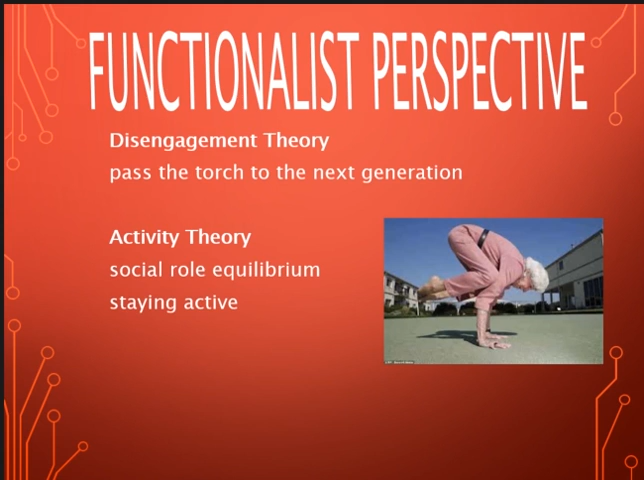 FUNCTIONALIST PERSPECTIVE
Disengagement Theory
pass the torch to the next generation
Activity Theory
social role equilibrium
staying active